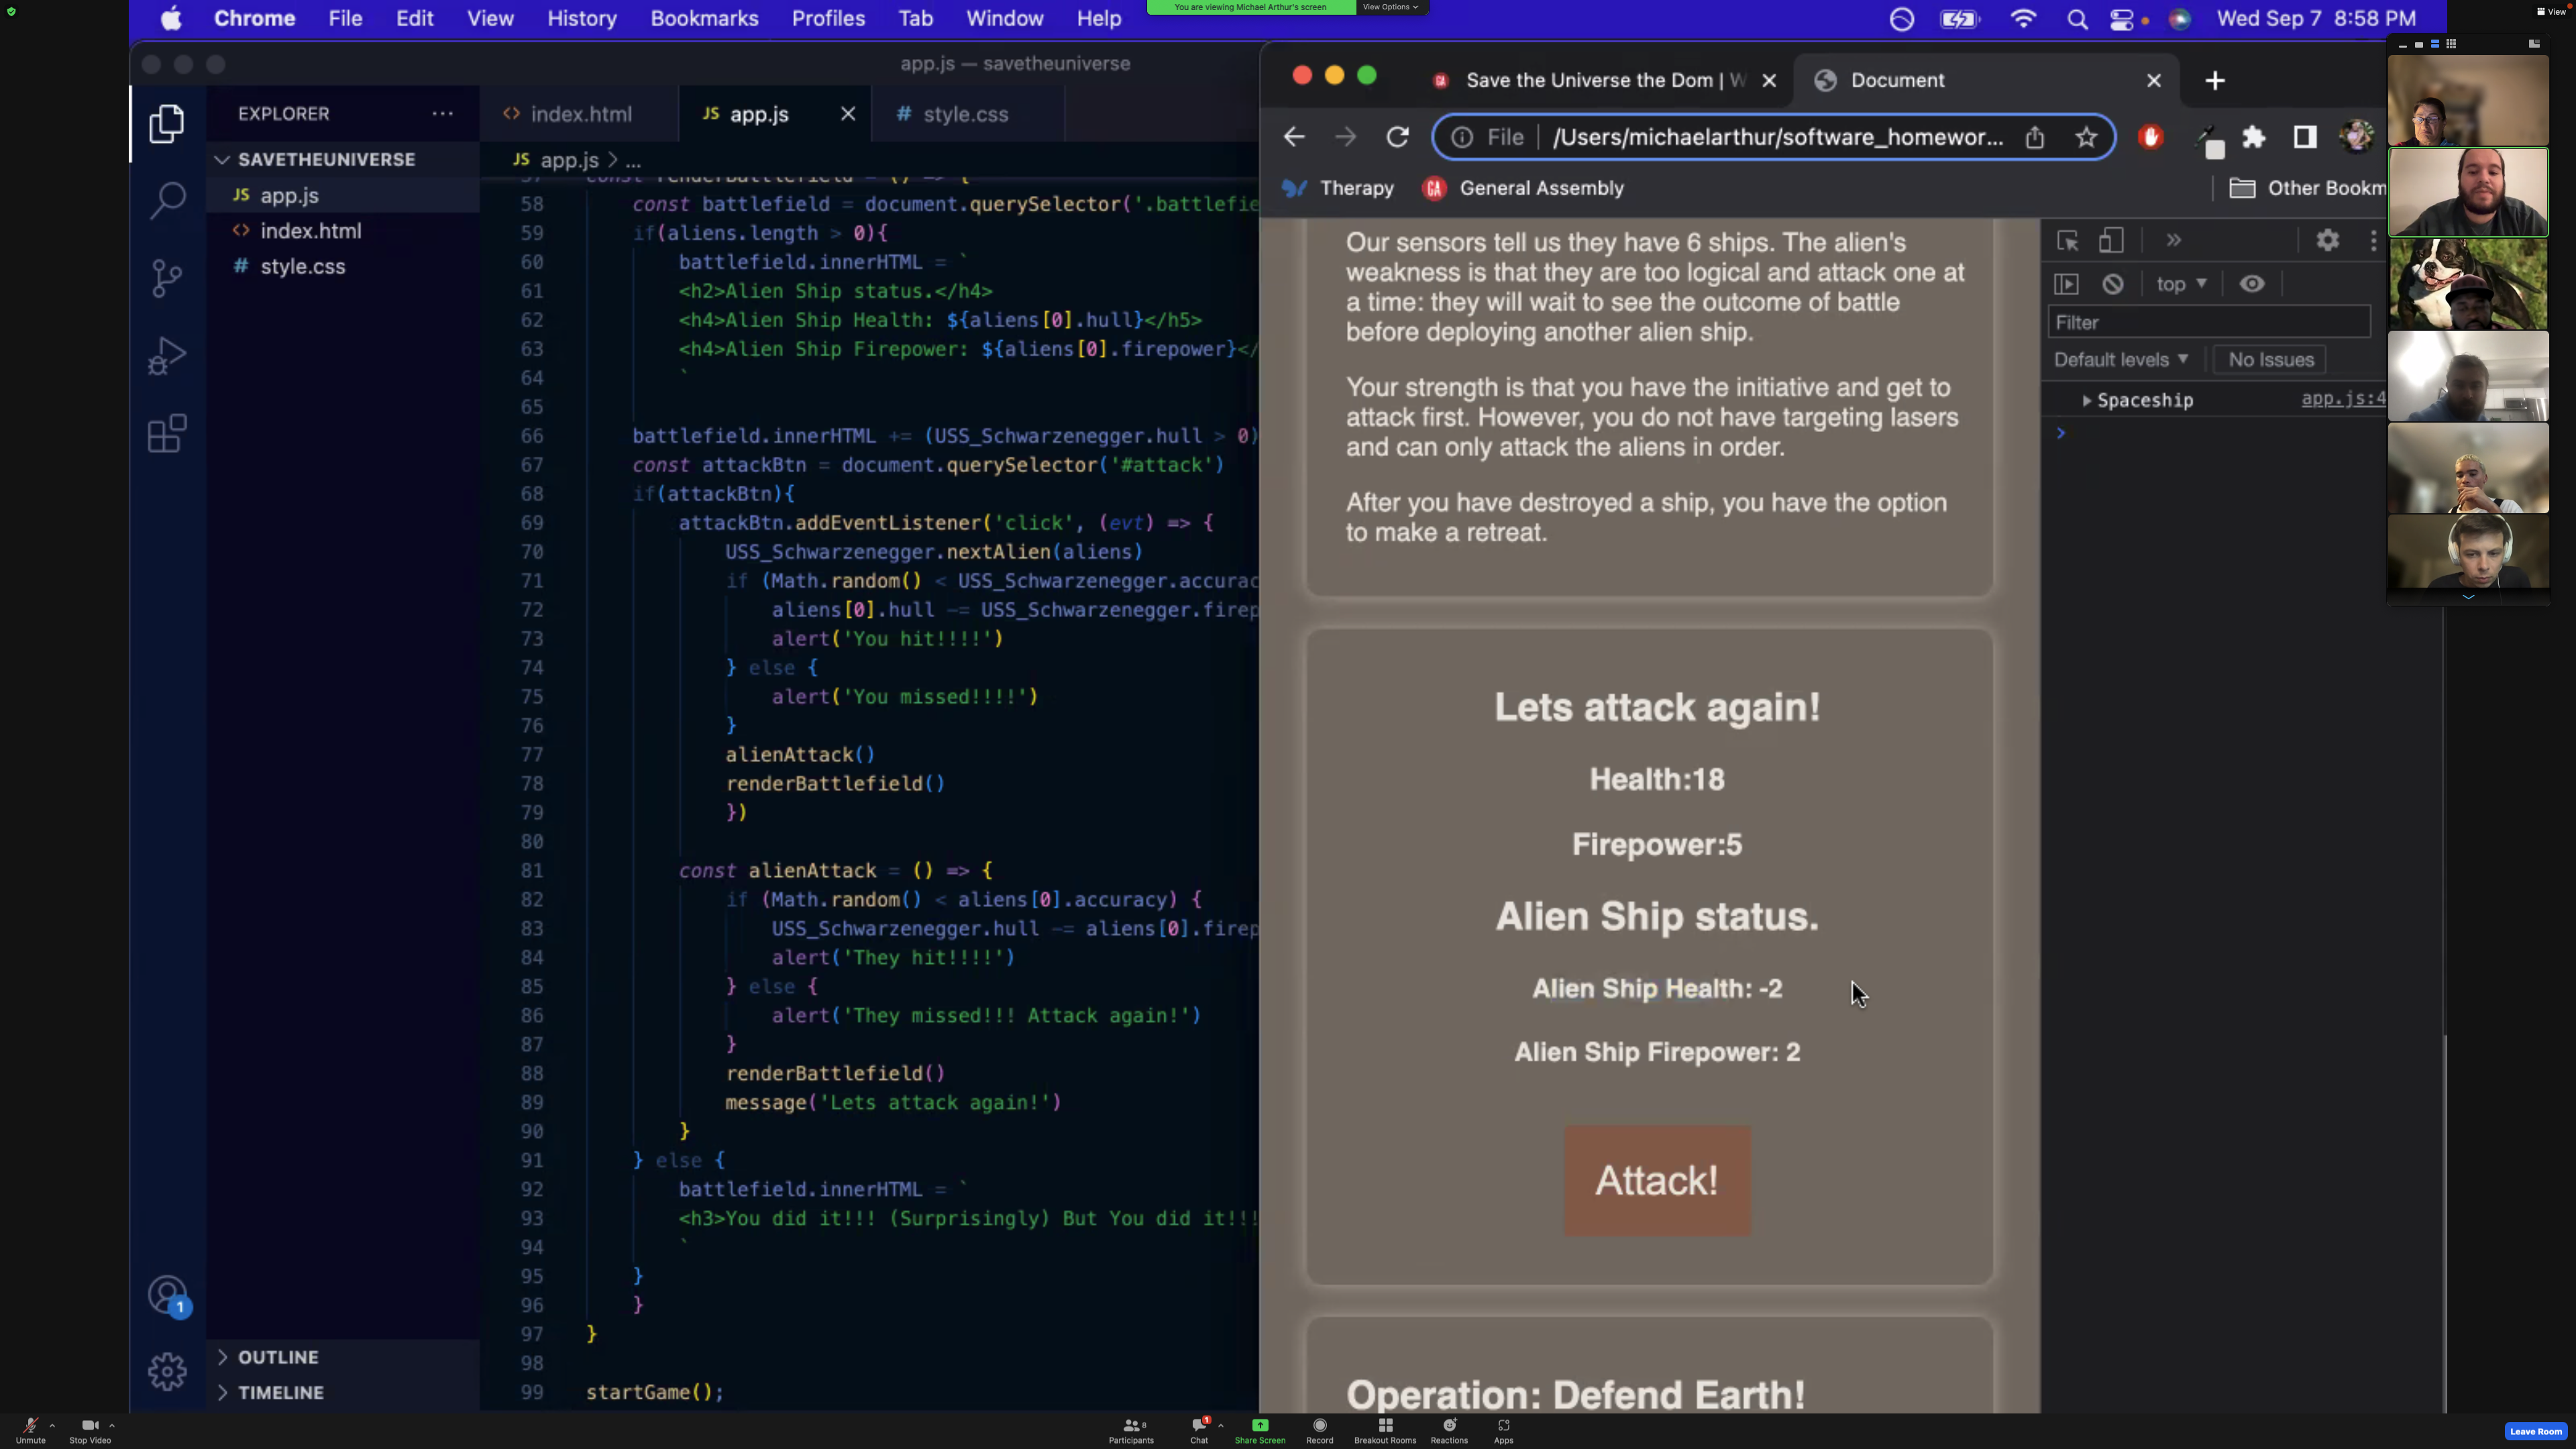 You are viewing Michael Arthur's screen
View Options
View
Chrome File Edit View History Bookmarks Profiles Tab Window Help
Wed Sep 7 8:58 PM
app.js — savetheuniverse
EXPLORER
SAVETHEUNIVERSE
JS app.js
<> index.html
# style.css
OUTLINE
TIMELINE
1
<> index.html
JS app.js
# style.css
JS app.js > ...
58 const battlefield = document.querySelector('.battlefie
59 if(aliens.length > 0){
60 battlefield.innerHTML = `
61 <h2>Alien Ship status.</h4>
62 <h4>Alien Ship Health: ${aliens[0].hull}</h5>
63 <h4>Alien Ship Firepower: ${aliens[0].firepower}</
64 `
65
66 battlefield.innerHTML += (USS_Schwarzenegger.hull > 0)
67 const attackBtn = document.querySelector('#attack')
68 if(attackBtn){
69 attackBtn.addEventListener('click', (evt) => {
70 USS_Schwarzenegger.nextAlien(aliens)
71 if (Math.random() < USS_Schwarzenegger.accurac
72 aliens[0].hull -= USS_Schwarzenegger.firep
73 alert('You hit!!!!')
74 } else {
75 alert('You missed!!!!')
76 }
77 alienAttack()
78 renderBattlefield()
79 })
80
81 const alienAttack = () => {
82 if (Math.random() < aliens[0].accuracy) {
83 USS_Schwarzenegger.hull -= aliens[0].firep
84 alert('They hit!!!!')
85 } else {
86 alert('They missed!!! Attack again!')
87 }
88 renderBattlefield()
89 message('Lets attack again!')
90 }
91 } else {
92 battlefield.innerHTML = `
93 <h3>You did it!!! (Surprisingly) But You did it!!!
94 `
95 }
96 }
97 }
98
99 startGame();
Save the Universe the Dom | W
Document
File | /Users/michaelarthur/software_homewor...
Therapy
GA General Assembly
Other Bookm
Our sensors tell us they have 6 ships. The alien's
weakness is that they are too logical and attack one at
a time: they will wait to see the outcome of battle
before deploying another alien ship.
Your strength is that you have the initiative and get to
attack first. However, you do not have targeting lasers
and can only attack the aliens in order.
After you have destroyed a ship, you have the option
to make a retreat.
Lets attack again!
Health:18
Firepower:5
Alien Ship status.
Alien Ship Health: -2
Alien Ship Firepower: 2
Attack!
Operation: Defend Earth!
top
Filter
Default levels
No Issues
Spaceship app.js:4
Unmute
Stop Video
Participants 8
Chat 1
Share Screen
Record
Breakout Rooms
Reactions
Apps
Leave Room